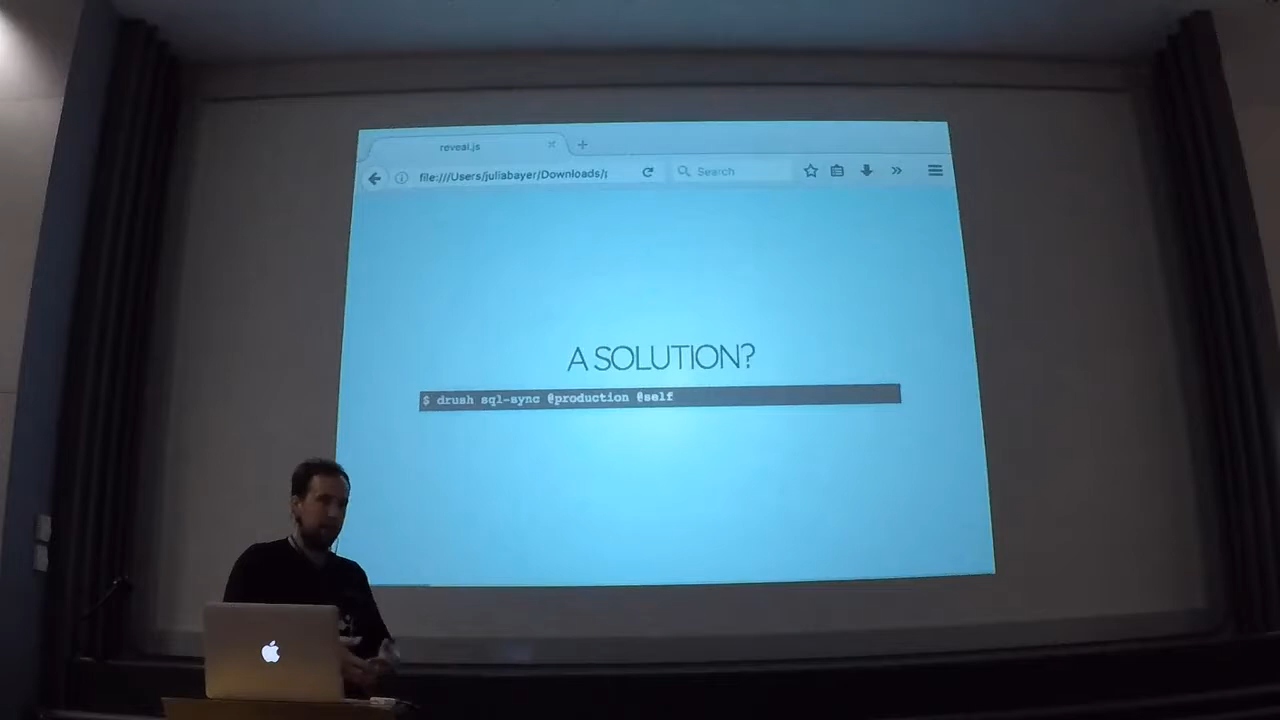 reveal.js
file:///Users/juliabayer/Downloads/
Search
A SOLUTION?
$ drush sql-sync @production @self